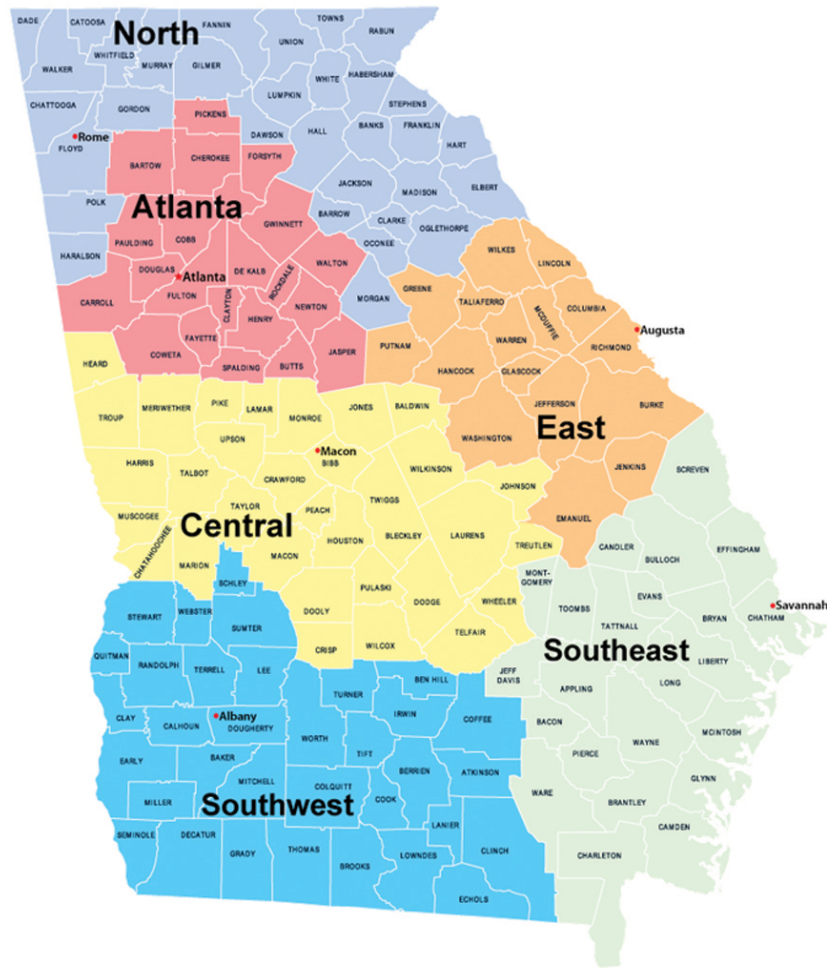 North
DADE
CATOOSA
FANNIN
TOWNS
RABUN
UNION
WHITFIELD
MURRAY
GILMER
WALKER
WHITE
HABERSHAM
LUMPKIN
STEPHENS
CHATTOOGA
GORDON
PICKENS
BANKS
FRANKLIN
HALL
DAWSON
Rome
FLOYD
HART
BARTOW
CHEROKEE
FORSYTH
JACKSON
MADISON
ELBERT
POLK
Atlanta
BARROW
CLARKE
GWINNETT
OGLETHORPE
PAULDING
COBB
OCONEE
HARALSON
WALTON
WILKES
LINCOLN
DOUGLAS
Atlanta
DE KALB
ROCKDALE
FULTON
CARROLL
CLAYTON
NEWTON
MORGAN
GREENE
TALIAFERRO
HENRY
COLUMBIA
MCDUFFIE
Augusta
FAYETTE
WARREN
RICHMOND
COWETA
JASPER
PUTNAM
HEARD
SPALDING
BUTTS
HANCOCK
GLASCOCK
TROUP
MERIWETHER
PIKE
LAMAR
MONROE
JONES
BALDWIN
JEFFERSON
BURKE
East
UPSON
WASHINGTON
Macon
BIBB
HARRIS
TALBOT
CRAWFORD
WILKINSON
JENKINS
SCREVEN
JOHNSON
TWIGGS
MUSCOGEE
TAYLOR
PEACH
EMANUEL
Central
CHATAHOOCHEE
HOUSTON
BLECKLEY
LAURENS
TREUTLEN
CANDLER
BULLOCH
EFFINGHAM
MARION
MACON
SCHLEY
MONT-
GOMERY
PULASKI
DODGE
WHEELER
STEWART
WEBSTER
DOOLY
TOOMBS
EVANS
Savannah
SUMTER
TATTNALL
BRYAN
CHATHAM
TELFAIR
WILCOX
CRISP
Southeast
QUITMAN
RANDOLPH
TERRELL
LEE
LIBERTY
JEFF
DAVIS
BEN HILL
TURNER
APPLING
LONG
CLAY
CALHOUN
Albany
DOUGHERTY
IRWIN
COFFEE
BACON
MCINTOSH
WORTH
TIFT
WAYNE
PIERCE
EARLY
BAKER
BERRIEN
ATKINSON
MITCHELL
COLQUITT
COOK
WARE
GLYNN
MILLER
Southwest
BRANTLEY
SEMINOLE
DECATUR
LANIER
CAMDEN
GRADY
THOMAS
BROOKS
LOWNDES
CLINCH
CHARLETON
ECHOLS